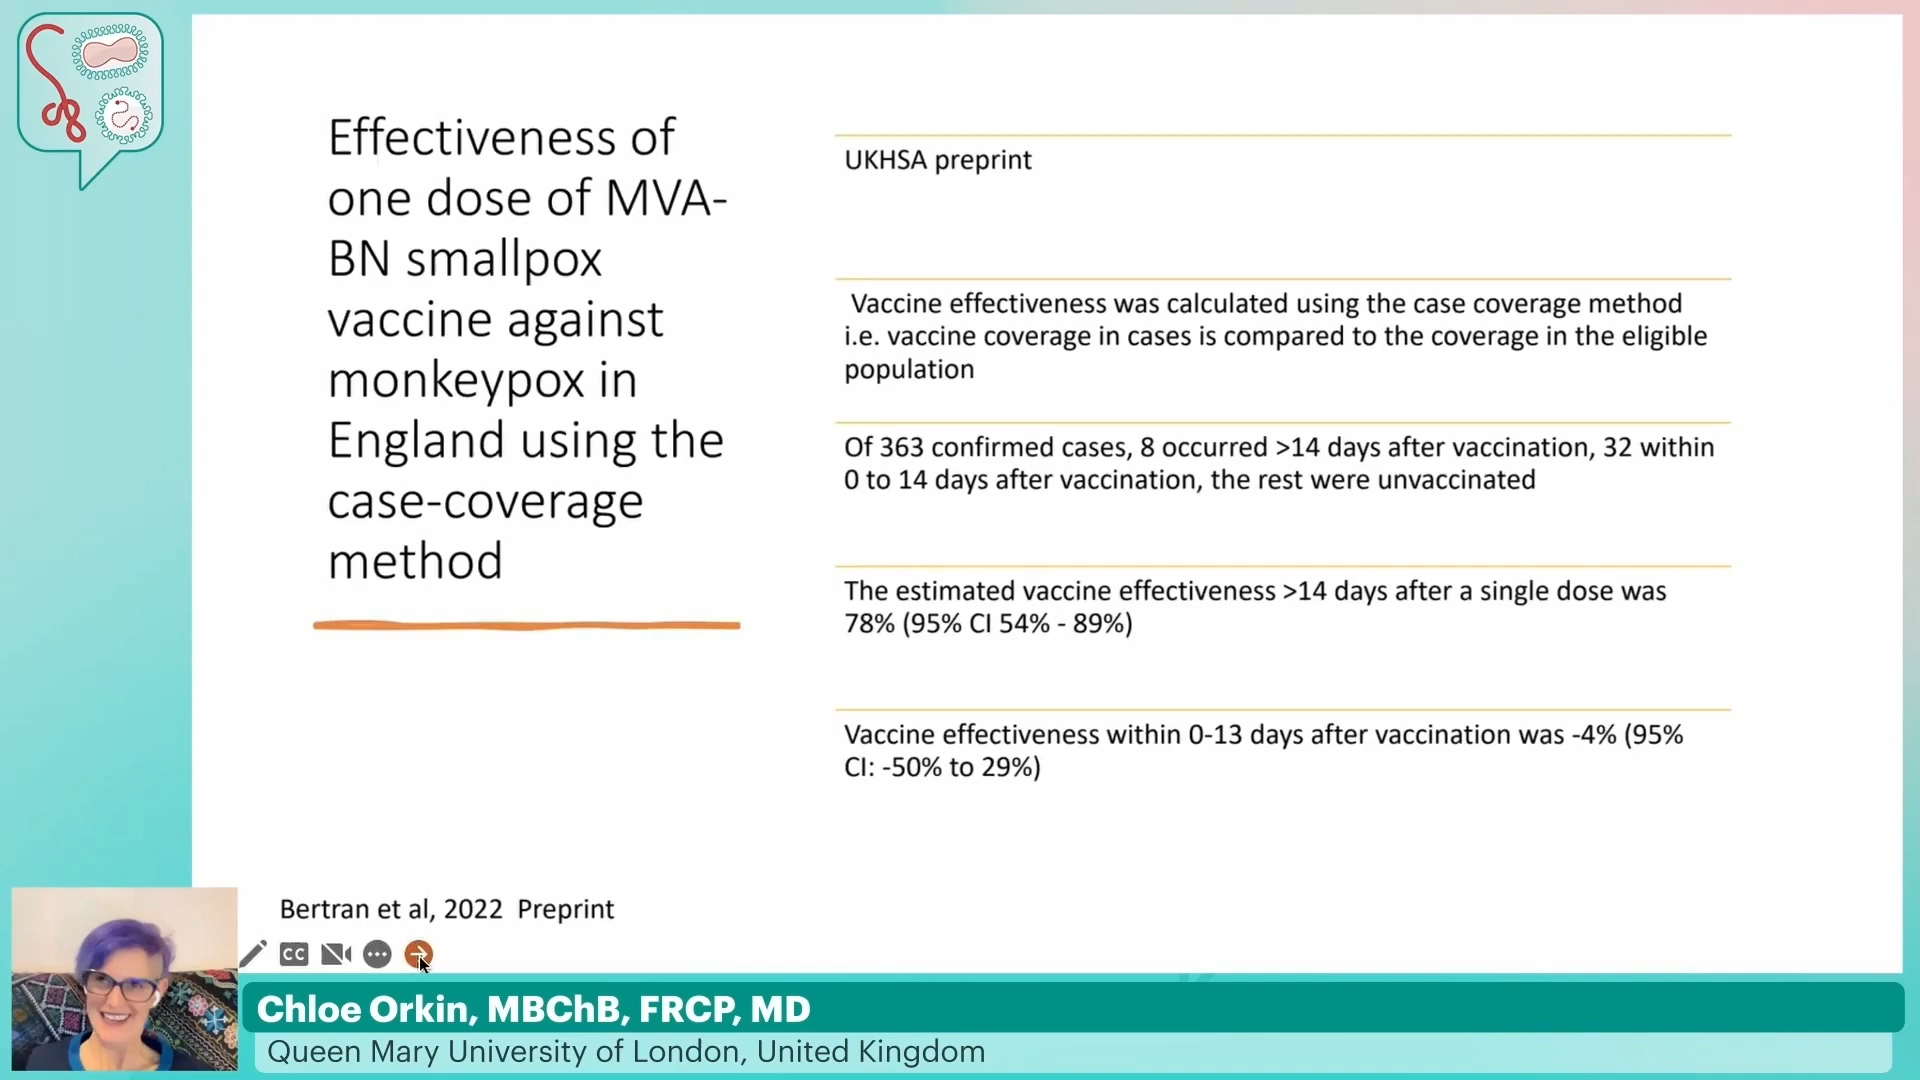 Effectiveness of
one dose of MVA-
BN smallpox
vaccine against
monkeypox in
England using the
case-coverage
method
UKHSA preprint
Vaccine effectiveness was calculated using the case coverage method
i.e. vaccine coverage in cases is compared to the coverage in the eligible
population
Of 363 confirmed cases, 8 occurred >14 days after vaccination, 32 within
0 to 14 days after vaccination, the rest were unvaccinated
The estimated vaccine effectiveness >14 days after a single dose was
78% (95% CI 54% - 89%)
Vaccine effectiveness within 0-13 days after vaccination was -4% (95%
CI: -50% to 29%)
Bertran et al, 2022 Preprint
CC
Chloe Orkin, MBChB, FRCP, MD
Queen Mary University of London, United Kingdom